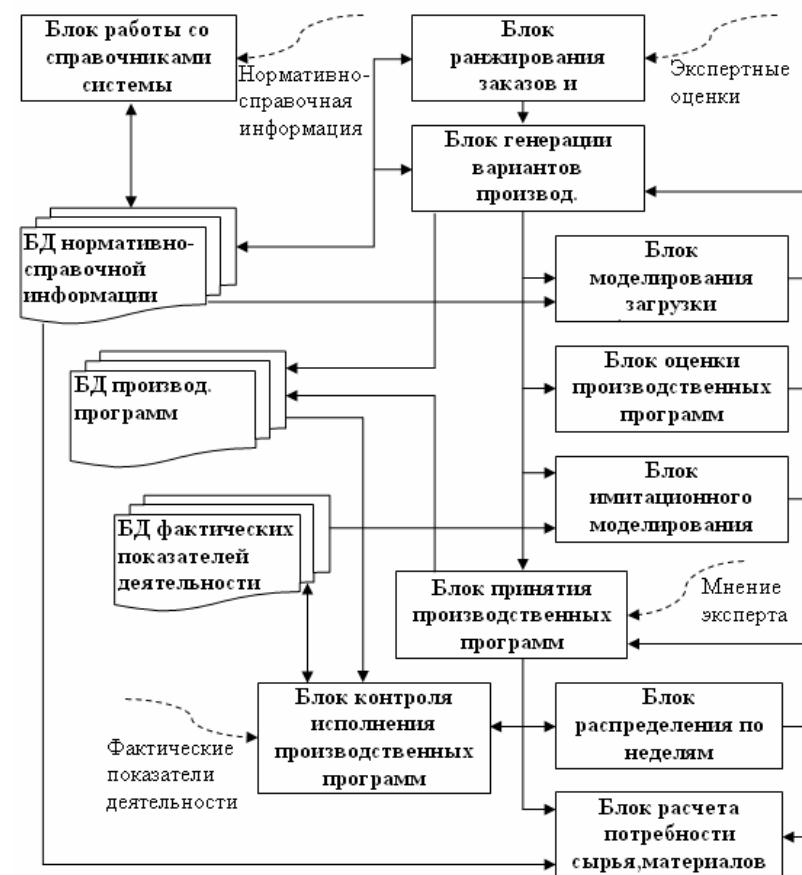 Блок работы со
справочниками
системы
Нормативно-
справочная
информация
Блок
ранжирования
заказов и
Экспертные
оценки
Блок генерации
вариантов
производ.
БД нормативно-
справочной
информации
Блок
моделирования
загрузки
БД производ.
программ
Блок оценки
производственных
программ
Блок
имитационного
моделирования
БД фактических
показателей
деятельности
Блок принятия
производственных
программ
Мнение
эксперта
Блок контроля
исполнения
производственных
программ
Фактические
показатели
деятельности
Блок
распределения по
неделям
Блок расчета
потребности
сырья,материалов